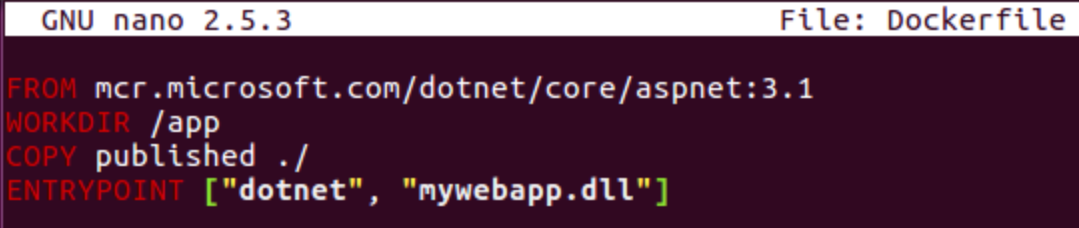 GNU nano 2.5.3 File: Dockerfile
FROM mcr.microsoft.com/dotnet/core/aspnet:3.1
WORKDIR /app
COPY published ./
ENTRYPOINT ["dotnet", "mywebapp.dll"]